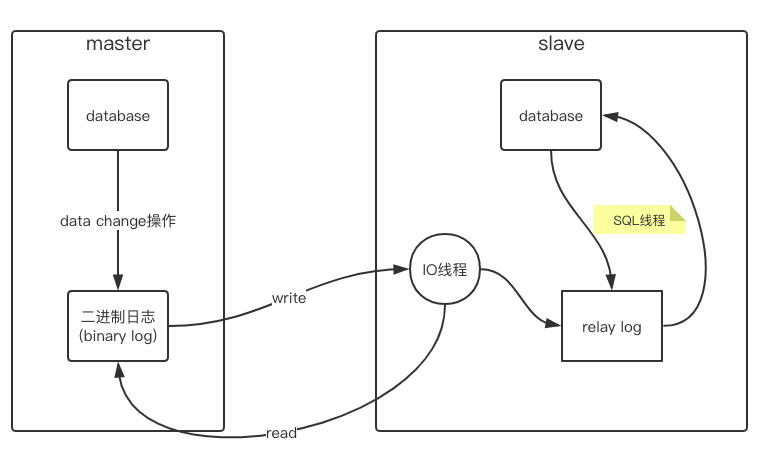 master
database
data change操作
二进制日志
(binary log)
write
read
slave
database
SQL线程
IO线程
relay log